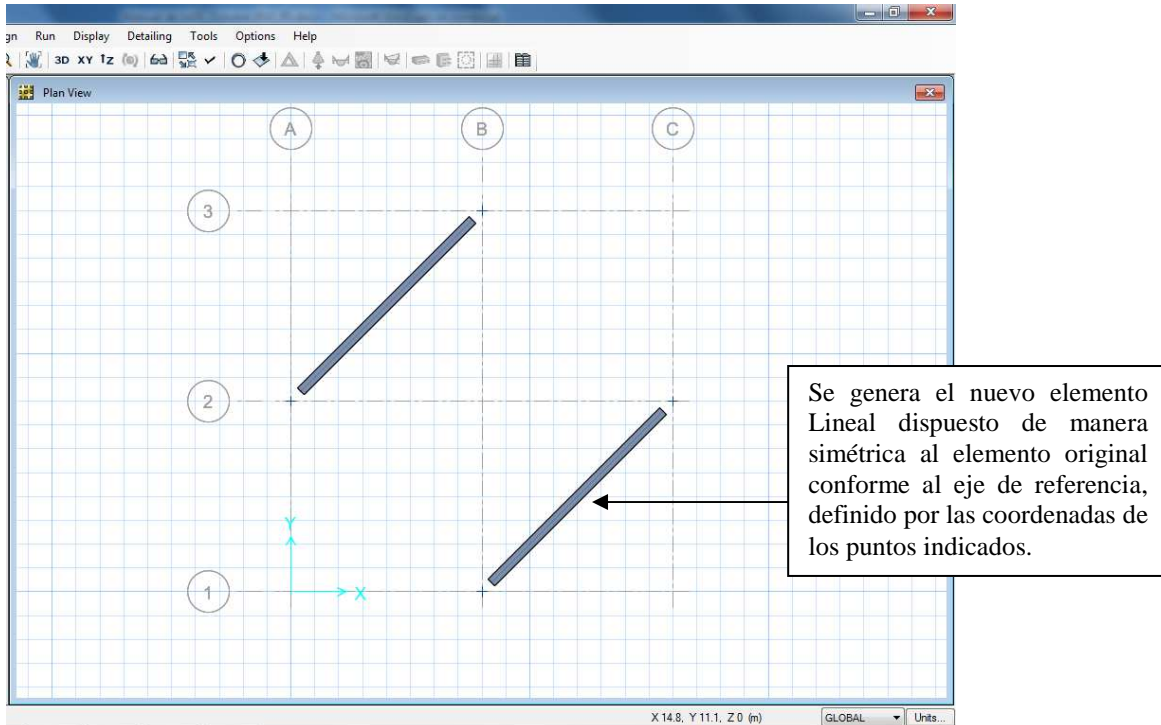 gn Run Display Detailing Tools Options Help
3D XY 1Z
Plan View
A B C
3
2
1
Y
X
Se genera el nuevo elemento
Lineal dispuesto de manera
simétrica al elemento original
conforme al eje de referencia,
definido por las coordenadas de
los puntos indicados.
X 14.8, Y 11.1, Z 0 (m) GLOBAL Units...